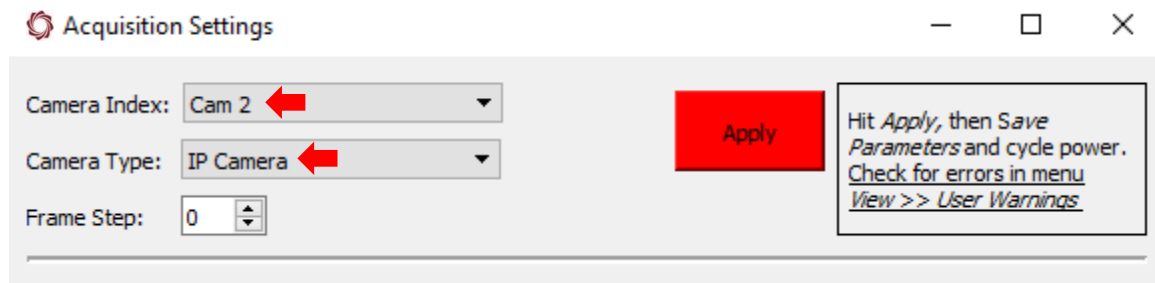 Acquisition Settings
Camera Index: Cam 2
Camera Type: IP Camera
Frame Step: 0
Apply
Hit Apply, then Save
Parameters and cycle power.
Check for errors in menu
View >> User Warnings